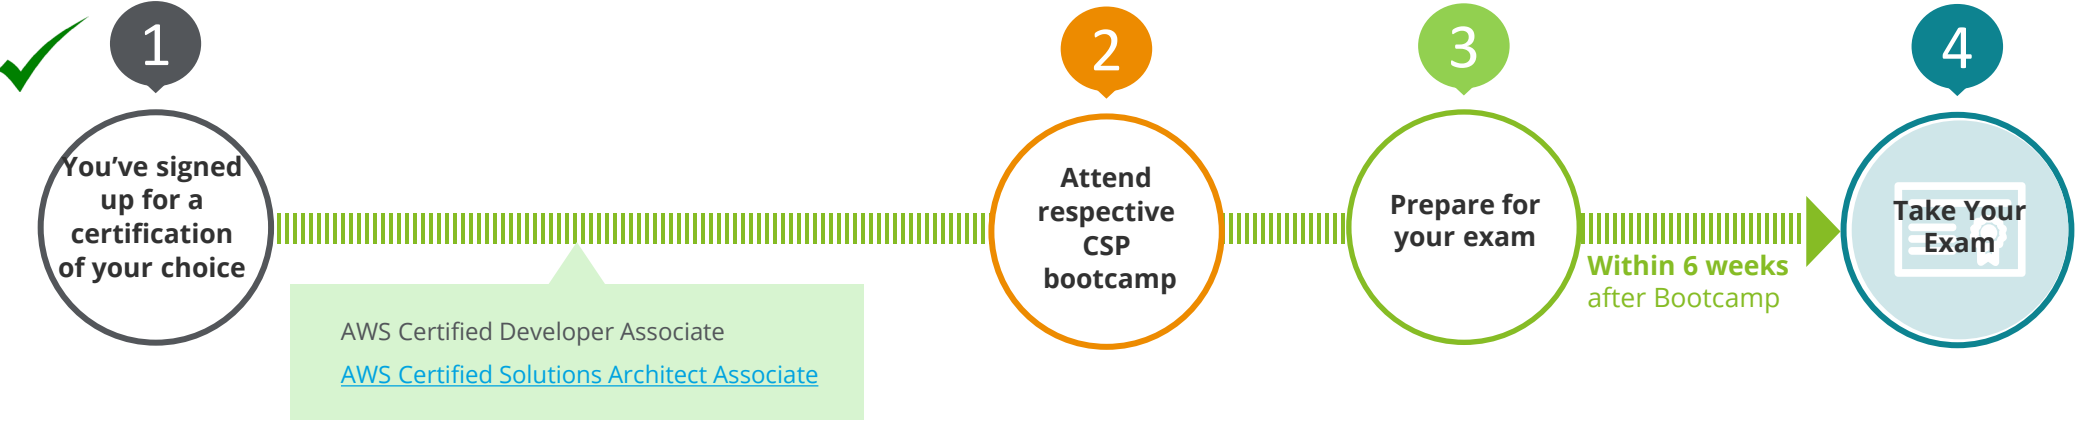 1
You’ve signed
up for a
certification
of your choice
AWS Certified Developer Associate
AWS Certified Solutions Architect Associate
2
Attend
respective
CSP
bootcamp
3
Prepare for
your exam
Within 6 weeks
after Bootcamp
4
Take Your
Exam